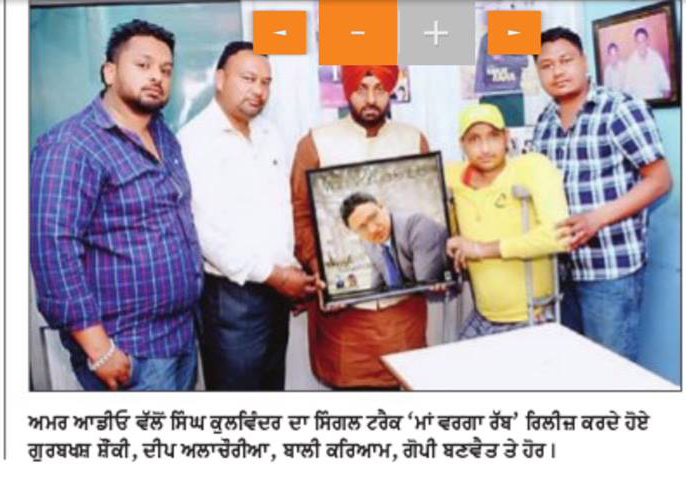 ਅਮਰ ਆਡੀਓ ਵੱਲੋਂ ਸਿੰਘ ਕੁਲਵਿੰਦਰ ਦਾ ਸਿੰਗਲ ਟਰੈਕ ‘ਮਾਂ ਵਰਗਾ ਰੱਬ’ ਰਿਲੀਜ਼ ਕਰਦੇ ਹੋਏ
ਗੁਰਬਖਸ਼ ਸ਼ੌਂਕੀ, ਦੀਪ ਅਲਾਚੌਰੀਆ, ਬਾਲੀ ਕਰਿਆਮ, ਗੋਪੀ ਬਣਵੈਤ ਤੇ ਹੋਰ।